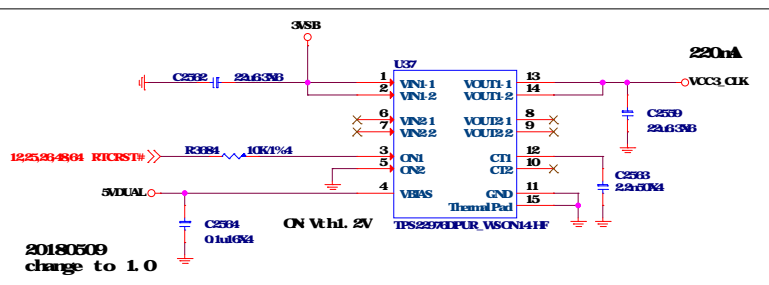 3VSB
U37
220mA
C2562 22u6.3X6
1 VIN1-1 VOUT1-1 13
2 VIN1-2 VOUT1-2 14
VCC3_CLK
6 VIN2 1 VOUT2 1 8
7 VIN2 2 VOUT2 2 9
C2559
22u6.3X6
12,25,26,48,64 RTCRST# R3684 10K/1%4
3 ON1 CT1 12
5 ON2 CT2 10
C2563
2.2n50X4
5VDUAL 4 VBIAS GND 11
Thermal Pad 15
C2564
0.1u16X4
ON: Vth1.2V
TPS22976DPUR_WSON14-HF
20180509
change to 1.0